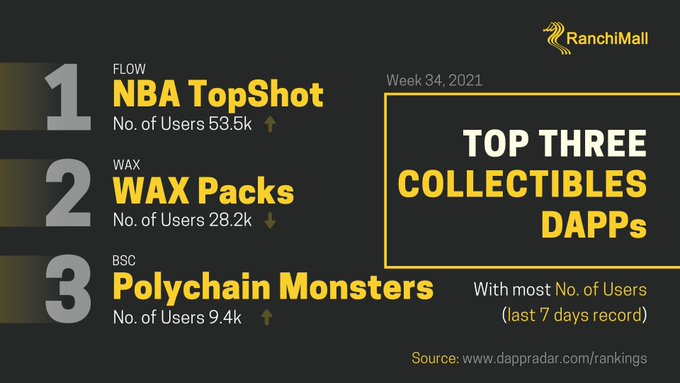 RanchiMall
Week 34, 2021
TOP THREE
COLLECTIBLES
DAPPs
With most No. of Users
(last 7 days record)
1
FLOW
NBA TopShot
No. of Users 53.5k
2
WAX
WAX Packs
No. of Users 28.2k
3
BSC
Polychain Monsters
No. of Users 9.4k
Source: www.dappradar.com/rankings